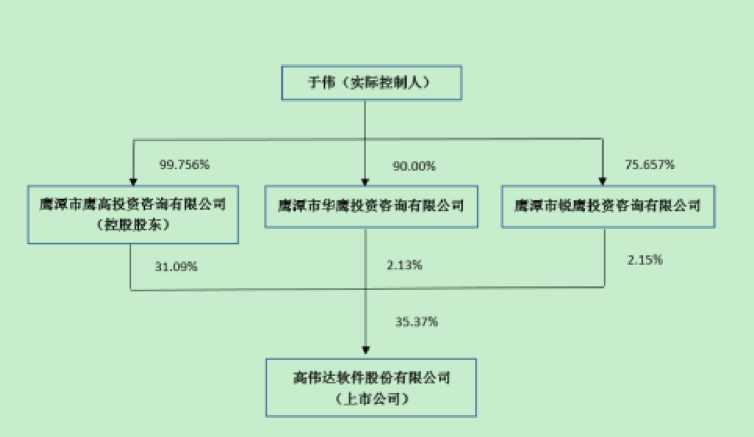 于伟（实际控制人）
99.756%
90.00%
75.657%
鹰潭市鹰高投资咨询有限公司
（控股股东）
鹰潭市华鹰投资咨询有限公司
鹰潭市锐鹰投资咨询有限公司
31.09%
2.13%
2.15%
35.37%
高伟达软件股份有限公司
（上市公司）